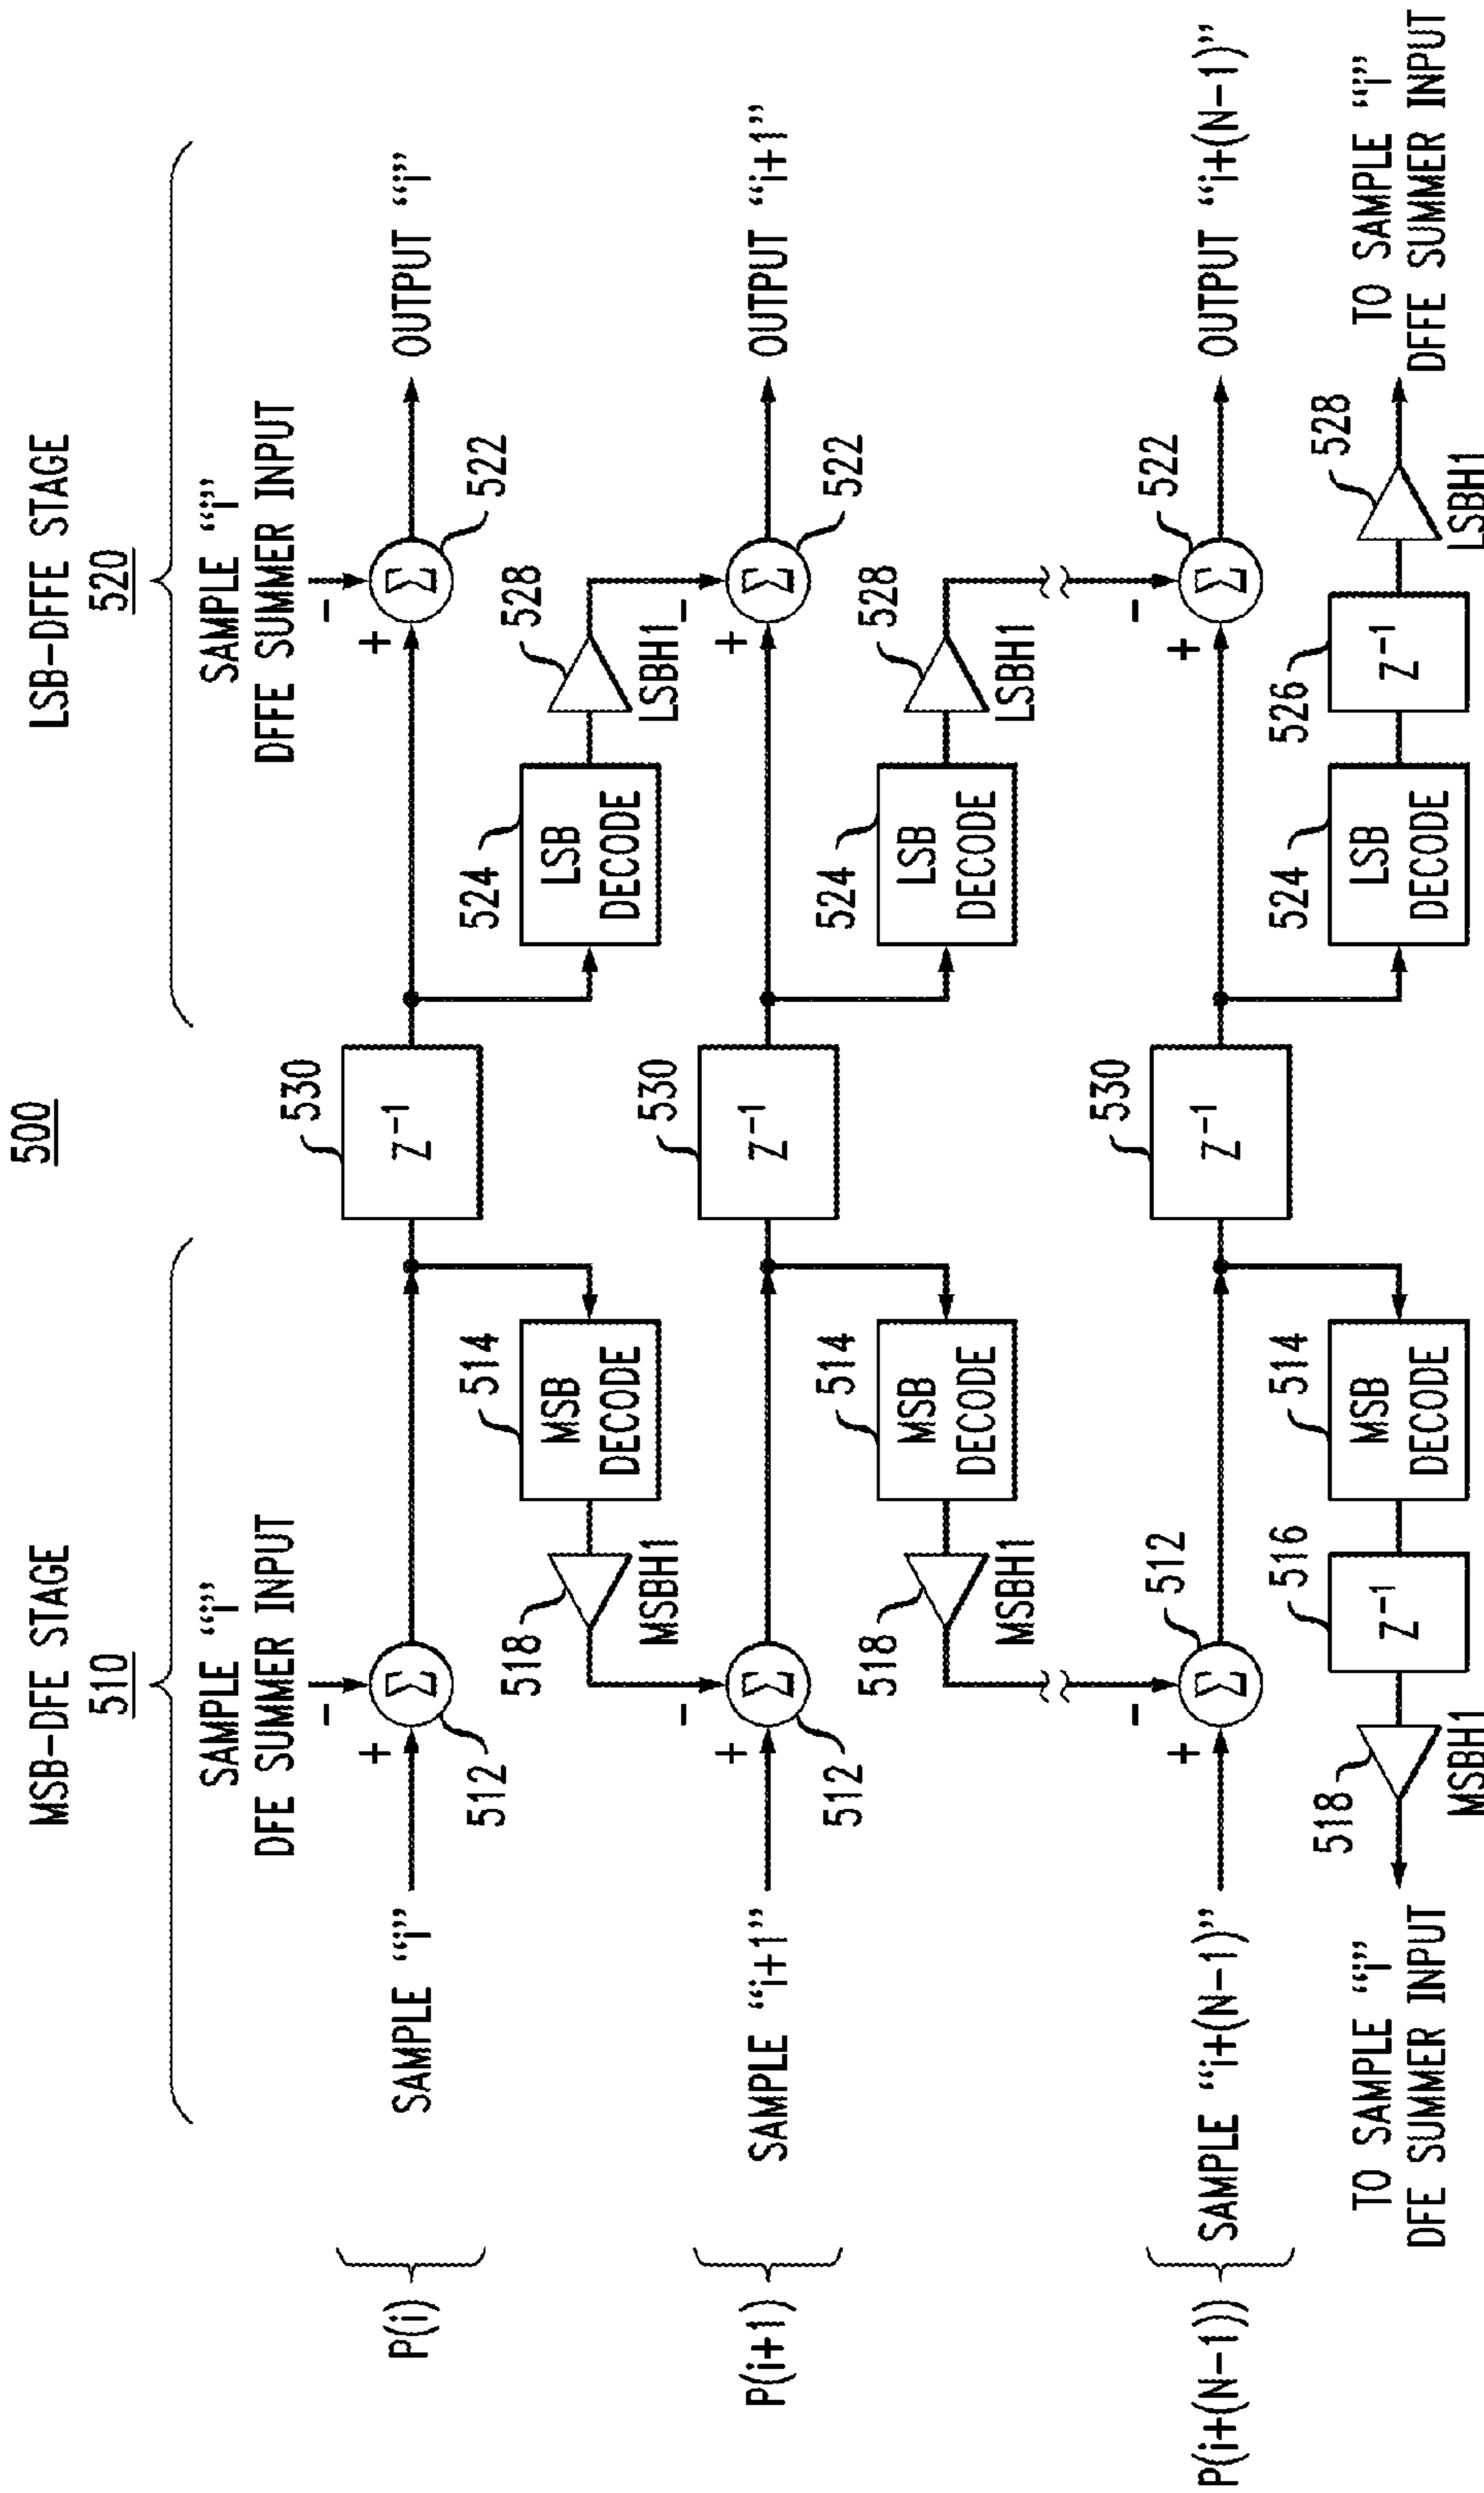 500
MSB-DFE STAGE
510
LSB-DFFE STAGE
520
SAMPLE “i”
DFE SUMMER INPUT
SAMPLE “i”
DFFE SUMMER INPUT
P(i)
SAMPLE “i”
+
-
Σ
512
530
Z-1
+
-
Σ
522
OUTPUT “i”
518
MSBH1
514
MSB
DECODE
524
LSB
DECODE
528
LSBH1
P(i+1)
SAMPLE “i+1”
+
-
Σ
512
530
Z-1
+
-
Σ
522
OUTPUT “i+1”
518
MSBH1
514
MSB
DECODE
524
LSB
DECODE
528
LSBH1
P(i+(N-1))
SAMPLE “i+(N-1)”
+
-
Σ
512
530
Z-1
+
-
Σ
522
OUTPUT “i+(N-1)”
TO SAMPLE “i”
DFE SUMMER INPUT
518
MSBH1
516
Z-1
514
MSB
DECODE
524
LSB
DECODE
526
Z-1
528
LSBH1
TO SAMPLE “i”
DFFE SUMMER INPUT